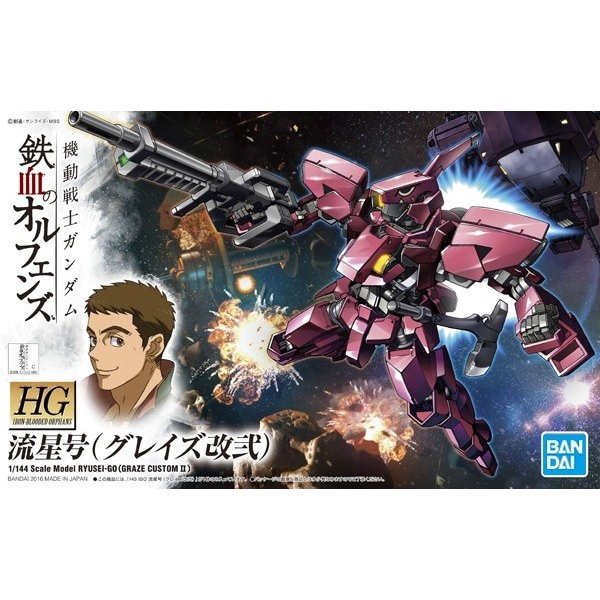 ©創通・サンライズ・MBS
機動戦士ガンダム
鉄血のオルフェンズ
HG
IRON-BLOODED ORPHANS
流星号(グレイズ改弐)
1/144 Scale Model RYUSEI-GO (GRAZE CUSTOM II)
BANDAI 2016 MADE IN JAPAN
BAN
DAI